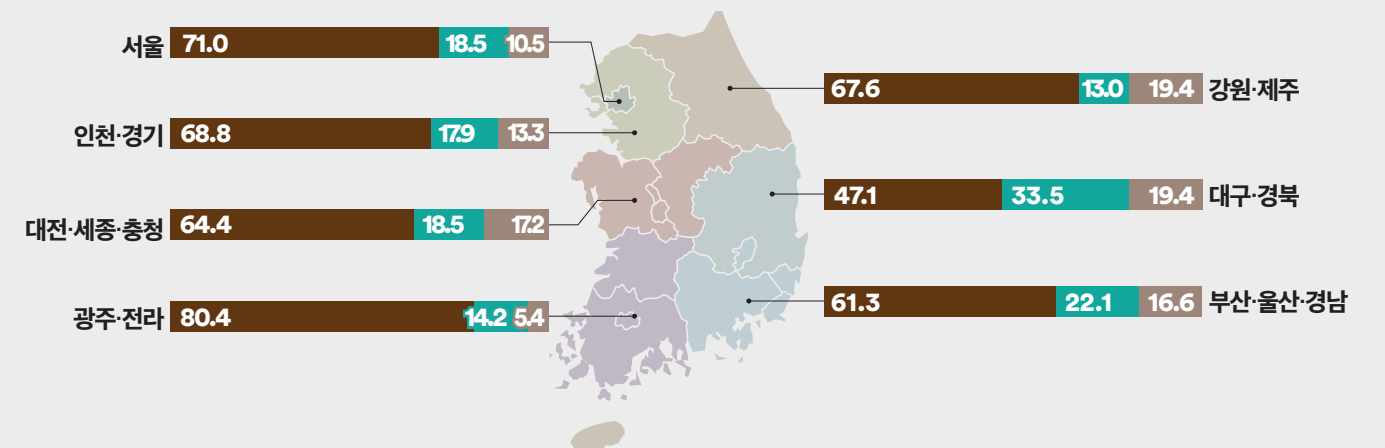 서울 71.0 18.5 10.5
인천·경기 68.8 17.9 13.3
대전·세종·충청 64.4 18.5 17.2
광주·전라 80.4 14.2 5.4
67.6 13.0 19.4 강원·제주
47.1 33.5 19.4 대구·경북
61.3 22.1 16.6 부산·울산·경남